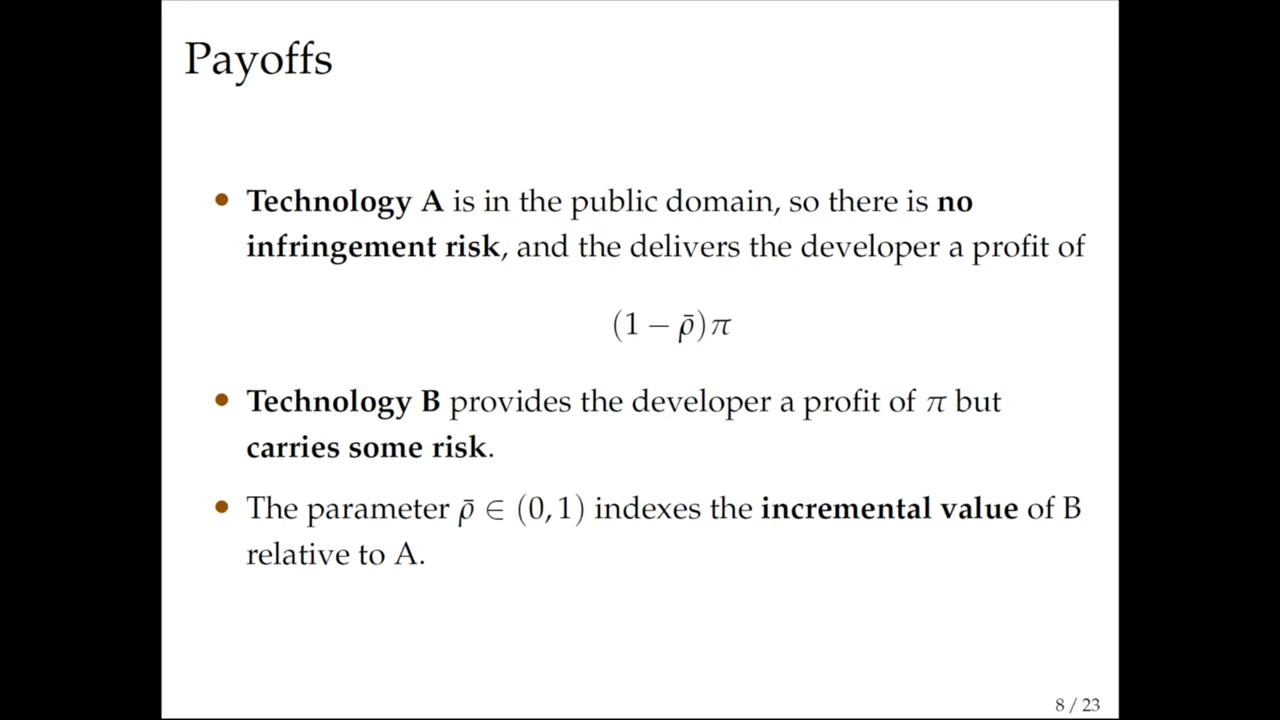 Payoffs
• Technology A is in the public domain, so there is no
infringement risk, and the delivers the developer a profit of
(1 − ρ̄)π
• Technology B provides the developer a profit of π but
carries some risk.
• The parameter ρ̄ ∈ (0, 1) indexes the incremental value of B
relative to A.
8 / 23